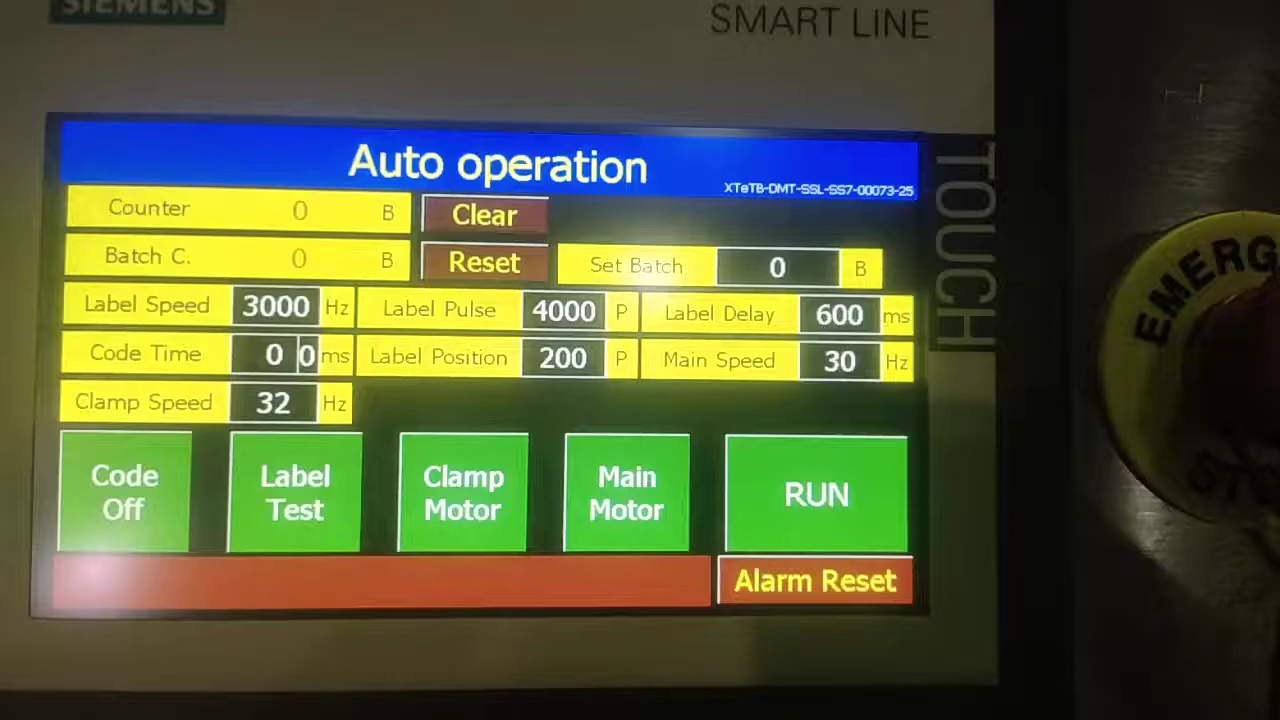 SIEMENS
SMART LINE
Auto operation
XTeTB-DMT-SSL-SS7-00073-25
Counter 0 B Clear
Batch C. 0 B Reset Set Batch 0 B
Label Speed 3000 Hz Label Pulse 4000 P Label Delay 600 ms
Code Time 0 0 ms Label Position 200 P Main Speed 30 Hz
Clamp Speed 32 Hz
Code Off
Label Test
Clamp Motor
Main Motor
RUN
Alarm Reset
TOUCH
EMERG